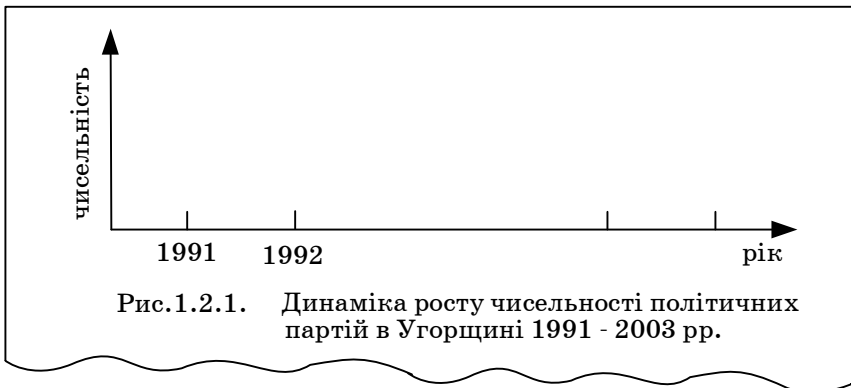 чисельність
1991 1992 рік
Рис.1.2.1. Динаміка росту чисельності політичних
партій в Угорщині 1991 - 2003 рр.